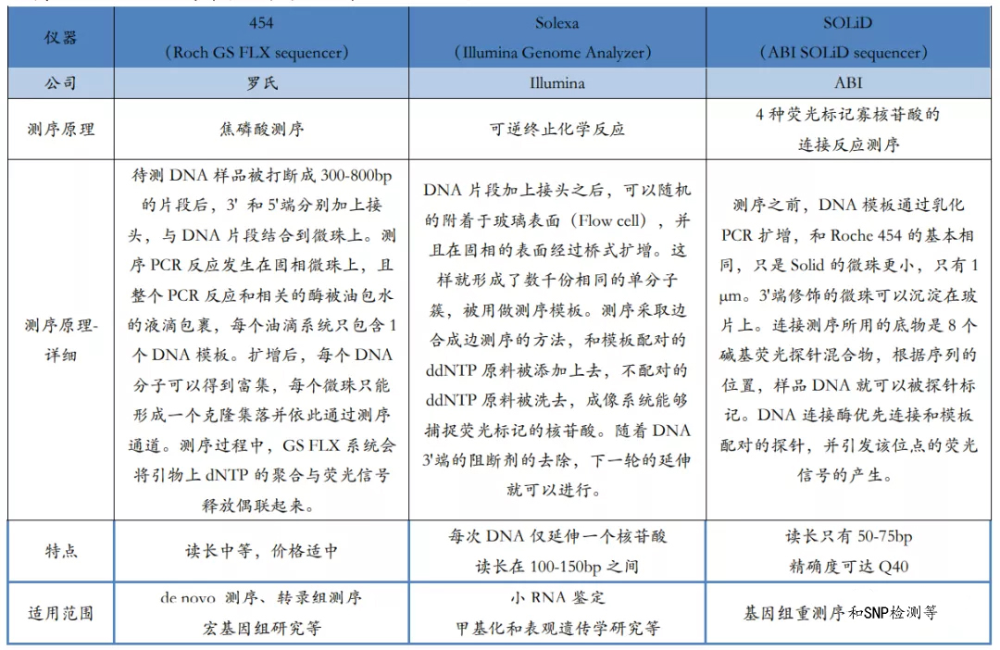 仪器
454
（Roch GS FLX sequencer）
Solexa
（Illumina Genome Analyzer）
SOLiD
（ABI SOLiD sequencer）
公司
罗氏
Illumina
ABI
测序原理
焦磷酸测序
可逆终止化学反应
4 种荧光标记寡核苷酸的
连接反应测序
测序原理-
详细
待测 DNA 样品被打断成 300-800bp
的片段后，3' 和 5'端分别加上接
头，与 DNA 片段结合到微珠上。测
序 PCR 反应发生在固相微珠上，且
整个 PCR 反应和相关的酶被油包水
的液滴包裹，每个油滴系统只包含 1
个 DNA 模板。扩增后，每个 DNA
分子可以得到富集，每个微珠只能
形成一个克隆集落并依此通过测序
通道。测序过程中，GS FLX 系统会
将引物上 dNTP 的聚合与荧光信号
释放偶联起来。
DNA 片段加上接头之后，可以随机
的附着于玻璃表面（Flow cell），并
且在固相的表面经过桥式扩增。这
样就形成了数千份相同的单分子
簇，被用做测序模板。测序采取边
合成边测序的方法，和模板配对的
ddNTP 原料被添加上去，不配对的
ddNTP 原料被洗去，成像系统能够
捕捉荧光标记的核苷酸。随着 DNA
3'端的阻断剂的去除，下一轮的延伸
就可以进行。
测序之前，DNA 模板通过乳化
PCR 扩增，和 Roche 454 的基本相
同，只是 Solid 的微珠更小，只有 1
μm。3'端修饰的微珠可以沉淀在玻
片上。连接测序所用的底物是 8 个
碱基荧光探针混合物，根据序列的
位置，样品 DNA 就可以被探针标
记。DNA 连接酶优先连接和模板
配对的探针，并引发该位点的荧光
信号的产生。
特点
读长中等，价格适中
每次 DNA 仅延伸一个核苷酸
读长在 100-150bp 之间
读长只有 50-75bp
精确度可达 Q40
适用范围
de novo 测序、转录组测序
宏基因组研究等
小 RNA 鉴定
甲基化和表观遗传学研究等
基因组重测序和SNP检测等